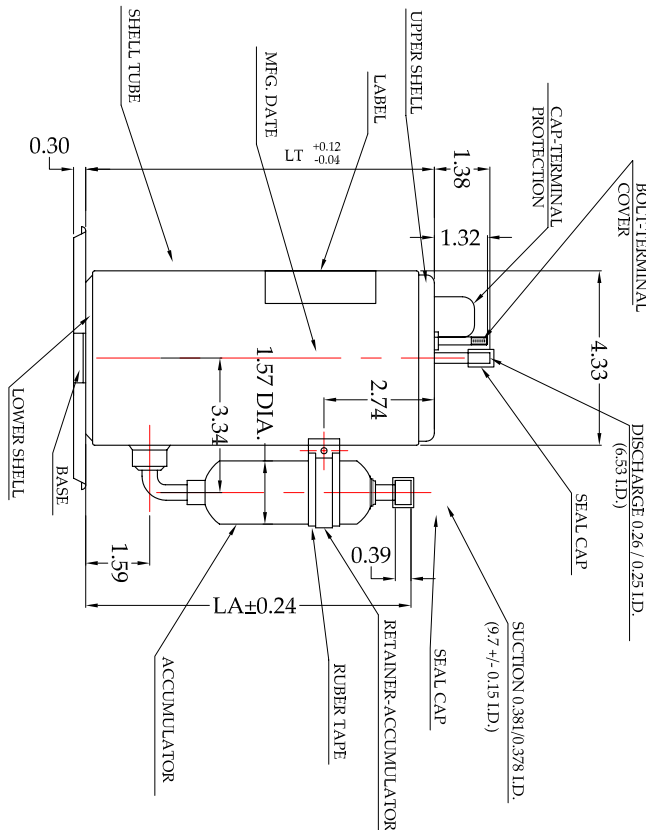 SHELL TUBE
MFG. DATE
LABEL
UPPER SHELL
CAP-TERMINAL
PROTECTION
BOLT-TERMINAL
COVER
0.30
LT +0.12
-0.04
1.38
1.32
4.33
2.74
1.57 DIA.
3.34
DISCHARGE 0.26 / 0.25 I.D.
(6.53 I.D.)
SEAL CAP
LOWER SHELL
BASE
1.59
LA±0.24
0.39
SUCTION 0.381/0.378 I.D.
(9.7 +/- 0.15 I.D.)
SEAL CAP
RETAINER-ACCUMULATOR
RUBER TAPE
ACCUMULATOR